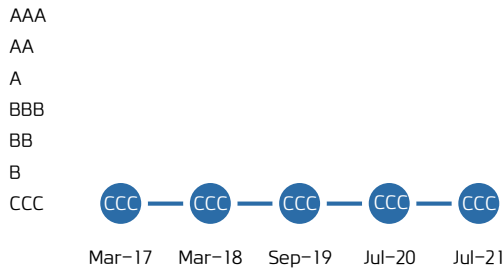 AAA
AA
A
BBB
BB
B
CCC CCC CCC CCC CCC CCC
Mar-17 Mar-18 Sep-19 Jul-20 Jul-21